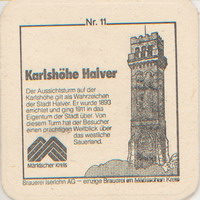 Nr. 11
Karlshöhe Halver
Der Aussichtsturm auf der
Karlshöhe gilt als Wahrzeichen
der Stadt Halver. Er wurde 1893
errichtet und ging 1911 in das
Eigentum der Stadt über. Von
diesem Turm hat der Besucher
einen prächtigen Weitblick über
das westliche
Sauerland.
Märkischer Kreis
Brauerei Iserlohn AG – einzige Brauerei im Märkischen Kreis